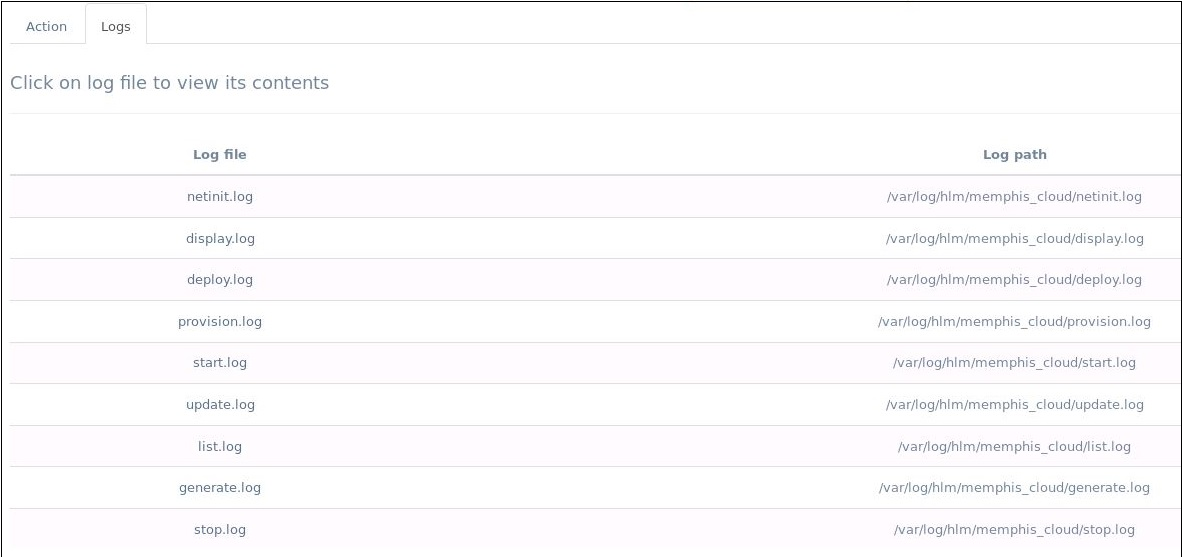 Action Logs
Click on log file to view its contents
Log file Log path
netinit.log /var/log/hlm/memphis_cloud/netinit.log
display.log /var/log/hlm/memphis_cloud/display.log
deploy.log /var/log/hlm/memphis_cloud/deploy.log
provision.log /var/log/hlm/memphis_cloud/provision.log
start.log /var/log/hlm/memphis_cloud/start.log
update.log /var/log/hlm/memphis_cloud/update.log
list.log /var/log/hlm/memphis_cloud/list.log
generate.log /var/log/hlm/memphis_cloud/generate.log
stop.log /var/log/hlm/memphis_cloud/stop.log